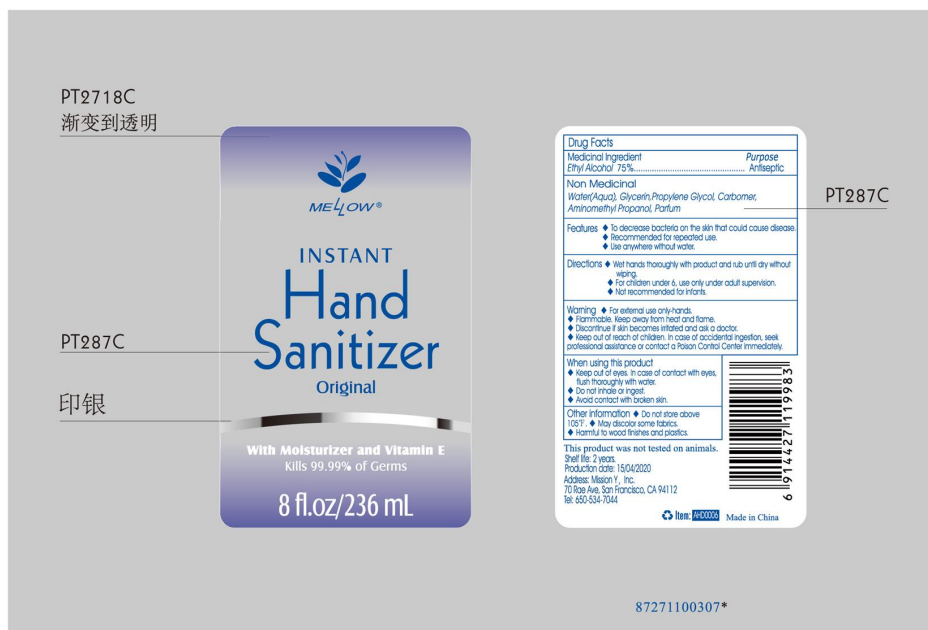 PT2718C
渐变到透明
MELLOW®
INSTANT
Hand
Sanitizer
Original
With Moisturizer and Vitamin E
Kills 99.99% of Germs
8 fl.oz/236 mL
PT287C
印银
Drug Facts
Medicinal Ingredient Purpose
Ethyl Alcohol 75%................................................ Antiseptic
Non Medicinal
Water(Aqua), Glycerin,Propylene Glycol, Carbomer,
Aminomethyl Propanol, Parfum
PT287C
Features ◆ To decrease bacteria on the skin that could cause disease.
◆ Recommended for repeated use.
◆ Use anywhere without water.
Directions ◆ Wet hands thoroughly with product and rub until dry without
wiping.
◆ For children under 6, use only under adult supervision.
◆ Not recommended for infants.
Warning ◆ For external use only-hands.
◆ Flammable. Keep away from heat and flame.
◆ Discontinue if skin becomes irritated and ask a doctor.
◆ Keep out of reach of children. In case of accidental ingestion, seek
professional assistance or contact a Poison Control Center immediately.
When using this product
◆ Keep out of eyes. In case of contact with eyes,
flush thoroughly with water.
◆ Do not inhale or ingest.
◆ Avoid contact with broken skin.
Other information ◆ Do not store above
105°F. ◆ May discolor some fabrics.
◆ Harmful to wood finishes and plastics.
This product was not tested on animals.
Shelf life: 2 years.
Production date: 15/04/2020
Address: Mission Y, Inc.
70 Rae Ave, San Francisco, CA 94112
Tel: 650-534-7044
6 914427 119983
Item: AHD0006 Made in China
87271100307*